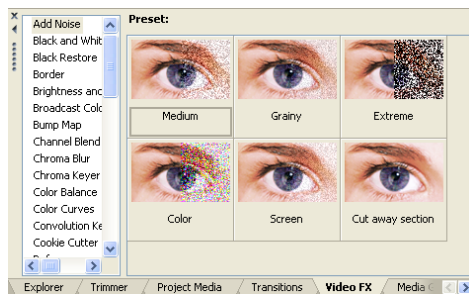 Preset:
Add Noise
Black and Whit
Black Restore
Border
Brightness and
Broadcast Colo
Bump Map
Channel Blend
Chroma Blur
Chroma Keyer
Color Balance
Color Curves
Convolution Ke
Cookie Cutter
Medium
Grainy
Extreme
Color
Screen
Cut away section
Explorer
Trimmer
Project Media
Transitions
Video FX
Media G